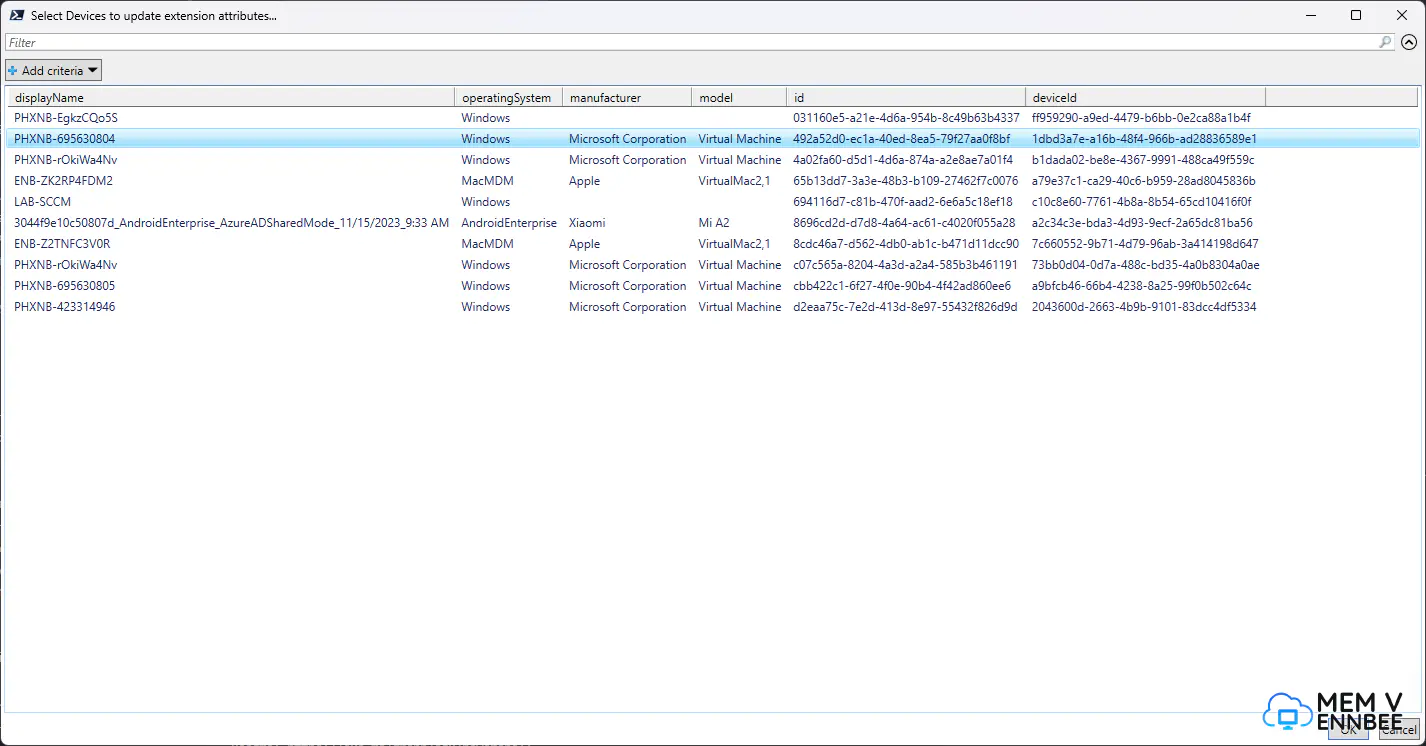 Select Devices to update extension attributes...
Filter
Add criteria
displayName operatingSystem manufacturer model id deviceId
PHXNB-EgkzCQo5S Windows 031160e5-a21e-4d6a-954b-8c49b63b4337 ff959290-a9ed-4479-b6bb-0e2ca88a1b4f
PHXNB-695630804 Windows Microsoft Corporation Virtual Machine 492a52d0-ec1a-40ed-8ea5-79f27aa0f8bf 1dbd3a7e-a16b-48f4-966b-ad28836589e1
PHXNB-rOkiWa4Nv Windows Microsoft Corporation Virtual Machine 4a02fa60-d5d1-4d6a-874a-a2e8ae7a01f4 b1dada02-be8e-4367-9991-488ca49f559c
ENB-ZK2RP4FDM2 MacMDM Apple VirtualMac2,1 65b13dd7-3a3e-48b3-b109-27462f7c0076 a79e37c1-ca29-40c6-b959-28ad8045836b
LAB-SCCM Windows 694116d7-c81b-470f-aad2-6e6a5c18ef18 c10c8e60-7761-4b8a-8b54-65cd10416f0f
3044f9e10c50807d_AndroidEnterprise_AzureADSharedMode_11/15/2023_9:33 AM AndroidEnterprise Xiaomi Mi A2 8696cd2d-d7d8-4a64-ac61-c4020f055a28 a2c34c3e-bda3-4d93-9ecf-2a65dc81ba56
ENB-Z2TNFC3V0R MacMDM Apple VirtualMac2,1 8cdc46a7-d562-4db0-ab1c-b471d11dcc90 7c660552-9b71-4d79-96ab-3a414198d647
PHXNB-rOkiWa4Nv Windows Microsoft Corporation Virtual Machine c07c565a-8204-4a3d-a2a4-585b3b461191 73bb0d04-0d7a-488c-bd35-4a0b8304a0ae
PHXNB-695630805 Windows Microsoft Corporation Virtual Machine cbb422c1-6f27-4f0e-90b4-4f42ad860ee6 a9bfcb46-66b4-4238-8a25-99f0b502c64c
PHXNB-423314946 Windows Microsoft Corporation Virtual Machine d2eaa75c-7e2d-413d-8e97-55432f826d9d 2043600d-2663-4b9b-9101-83dcc4df5334
MEM V
ENNBEE
OK Cancel